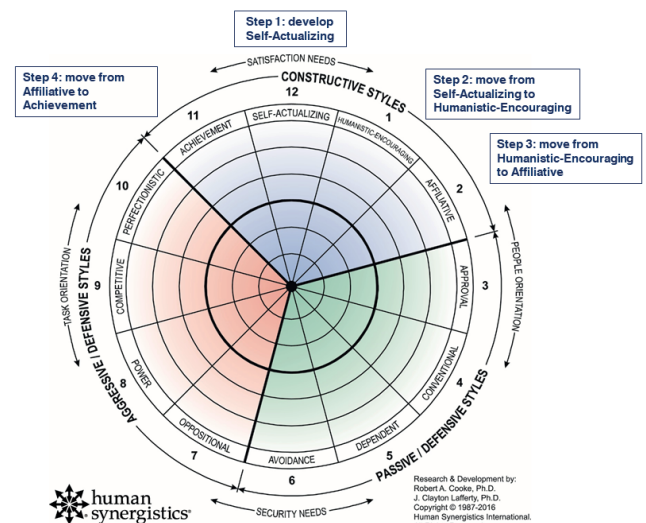 Step 1: develop
Self-Actualizing
Step 4: move from
Affiliative to
Achievement
Step 2: move from
Self-Actualizing to
Humanistic-Encouraging
Step 3: move from
Humanistic-Encouraging
to Affiliative
SATISFACTION NEEDS
CONSTRUCTIVE STYLES
12
SELF-ACTUALIZING
1
HUMANISTIC-ENCOURAGING
2
AFFILIATIVE
PEOPLE ORIENTATION
3
APPROVAL
4
CONVENTIONAL
PASSIVE / DEFENSIVE STYLES
5
DEPENDENT
6
AVOIDANCE
SECURITY NEEDS
7
OPPOSITIONAL
8
POWER
AGGRESSIVE / DEFENSIVE STYLES
9
COMPETITIVE
TASK ORIENTATION
10
PERFECTIONISTIC
11
ACHIEVEMENT
human
synergistics®
Research & Development by:
Robert A. Cooke, Ph.D.
J. Clayton Lafferty, Ph.D.
Copyright © 1987-2016
Human Synergistics International.